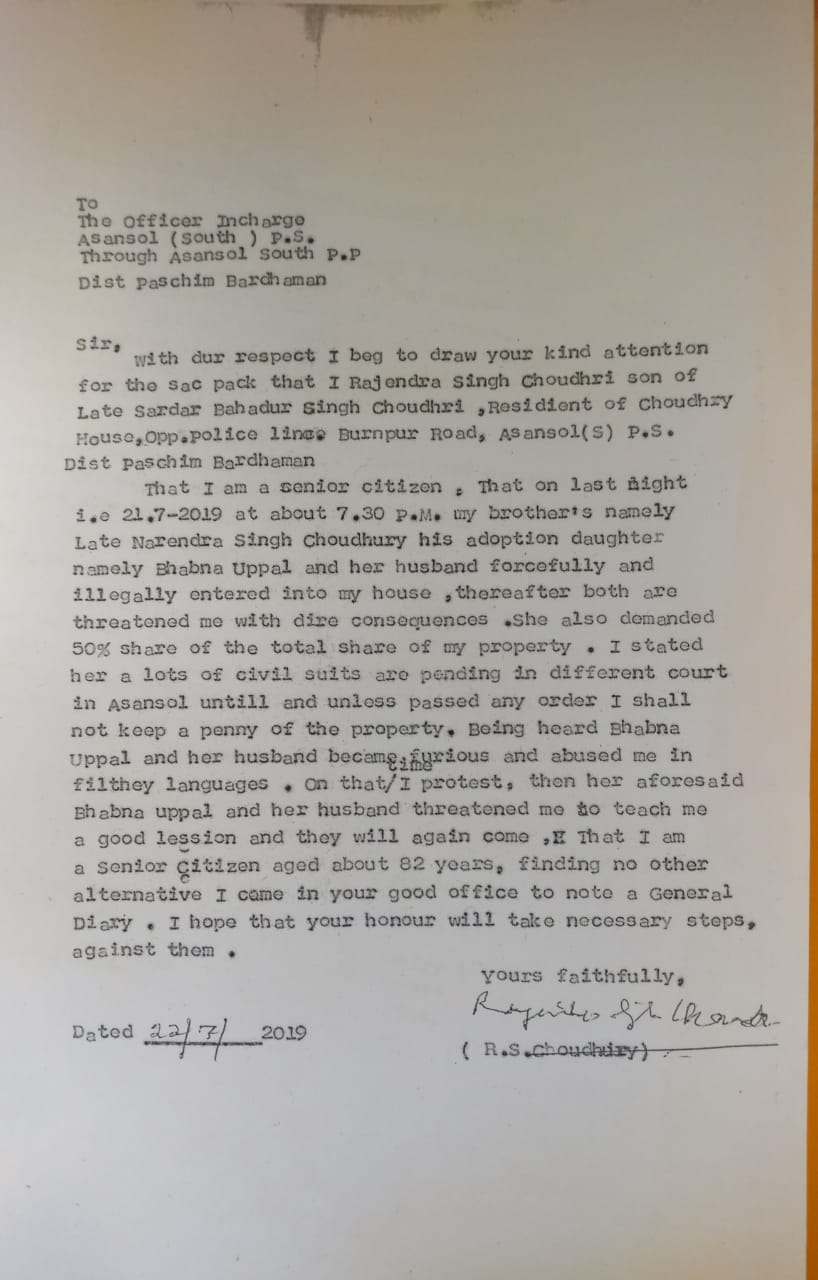 To
The Officer Incharge
Asansol (South ) P.S.
Through Asansol South P.P
Dist Paschim Bardhaman
Sir,
With dur respect I beg to draw your kind attention
for the sac pack that I Rajendra Singh Choudhri son of
Late Sardar Bahadur Singh Choudhri ,Residient of Choudhry
House,Opp.Police lince Burnpur Road, Asansol(S) P.S.
Dist Paschim Bardhaman
That I am a senior citizen , That on last night
i.e 21.7-2019 at about 7.30 P.M. my brother's namely
Late Narendra Singh Choudhury his adoption daughter
namely Bhabna Uppal and her husband forcefully and
illegally entered into my house ,thereafter both are
threatened me with dire consequences .She also demanded
50% share of the total share of my property . I stated
her a lots of civil suits are pending in different court
in Asansol untill and unless passed any order I shall
not keep a penny of the property. Being heard Bhabna
Uppal and her husband became,furious and abused me in
time
filthey languages . On that/I protest, then her aforesaid
Bhabna uppal and her husband threatened me to teach me
a good lession and they will again come , That I am
a Senior Citizen aged about 82 years, finding no other
alternative I came in your good office to note a General
Diary . I hope that your honour will take necessary steps,
against them .
Yours faithfully,
Dated 22/7/ 2019
( R.S.Choudhury)